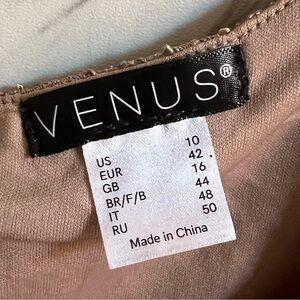 VENUS®
US 10
EUR 42
GB 16
BR/F/B 44
IT 48
RU 50
Made in China